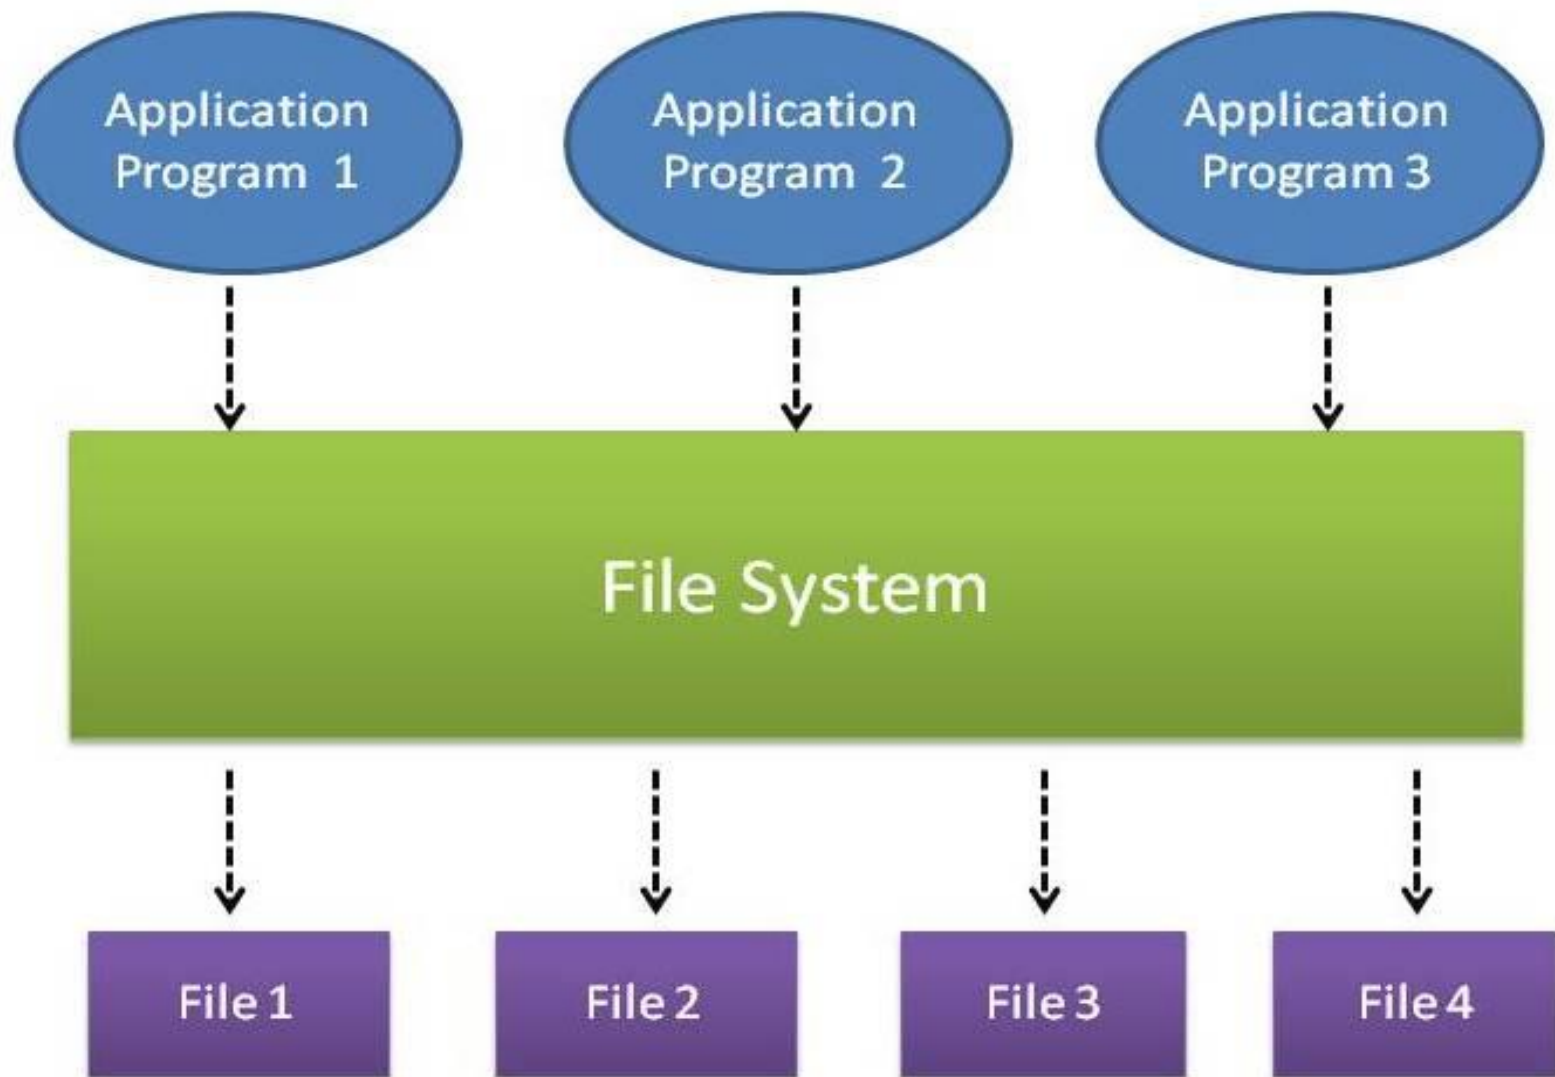 Application
Program 1
Application
Program 2
Application
Program 3
File System
File 1
File 2
File 3
File 4